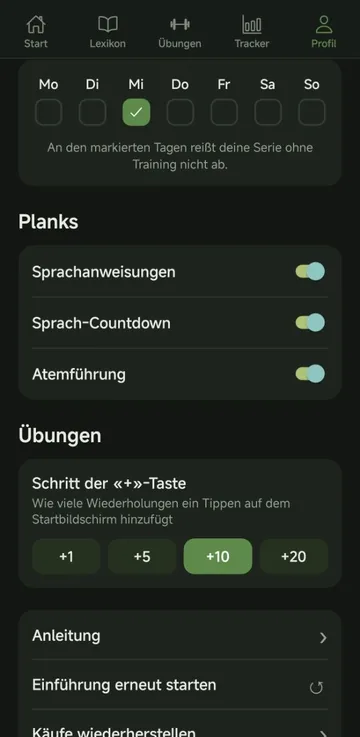 Start Lexikon Übungen Tracker Profil
Mo Di Mi Do Fr Sa So
An den markierten Tagen reißt deine Serie ohne
Training nicht ab.
Planks
Sprachanweisungen
Sprach-Countdown
Atemführung
Übungen
Schritt der «+»-Taste
Wie viele Wiederholungen ein Tippen auf dem
Startbildschirm hinzufügt
+1 +5 +10 +20
Anleitung
Einführung erneut starten
Käufe wiederherstellen